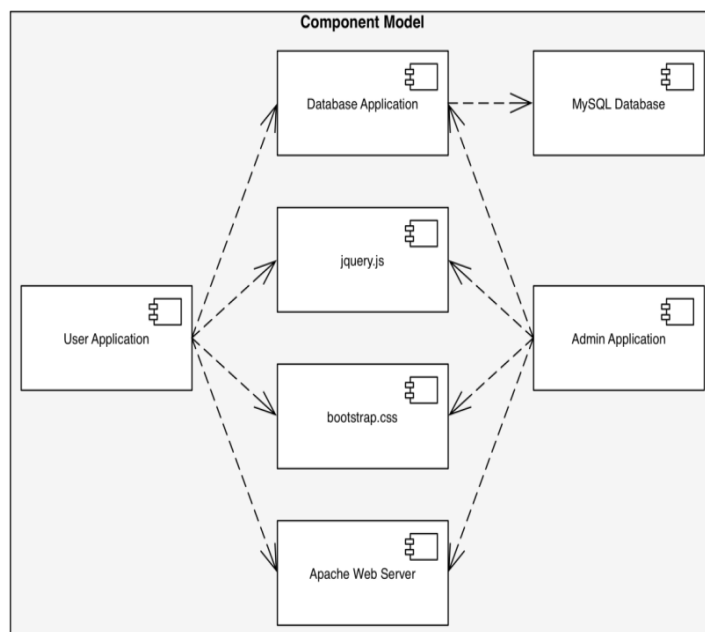 Component Model
Database Application
MySQL Database
jquery.js
User Application
Admin Application
bootstrap.css
Apache Web Server